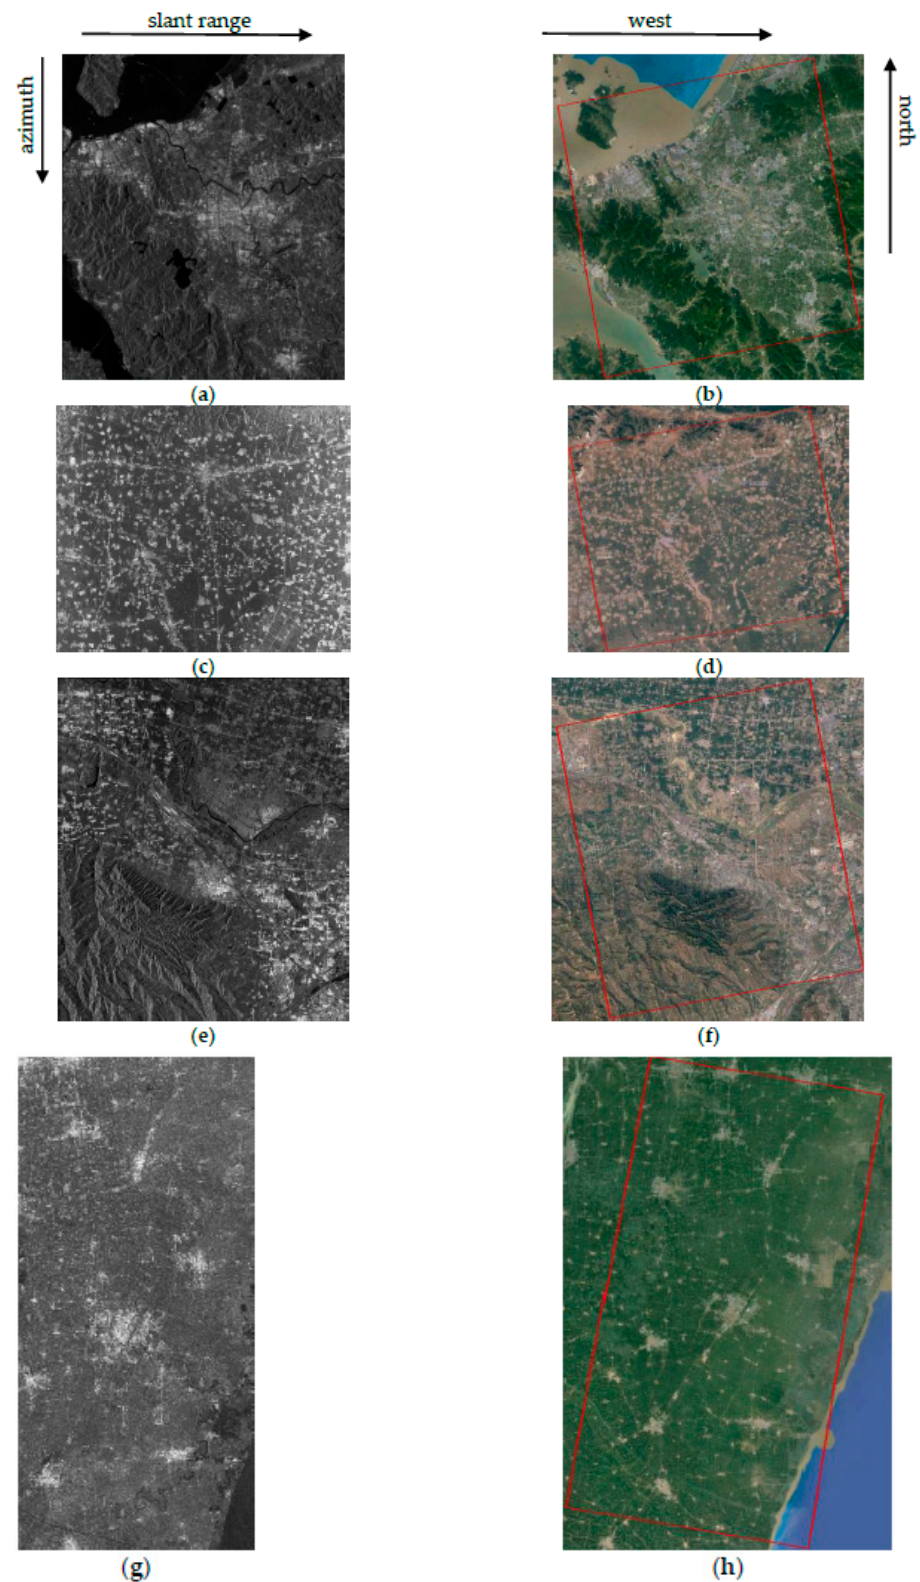 slant range
west
azimuth
north
(a)
(b)
(c)
(d)
(e)
(f)
(g)
(h)